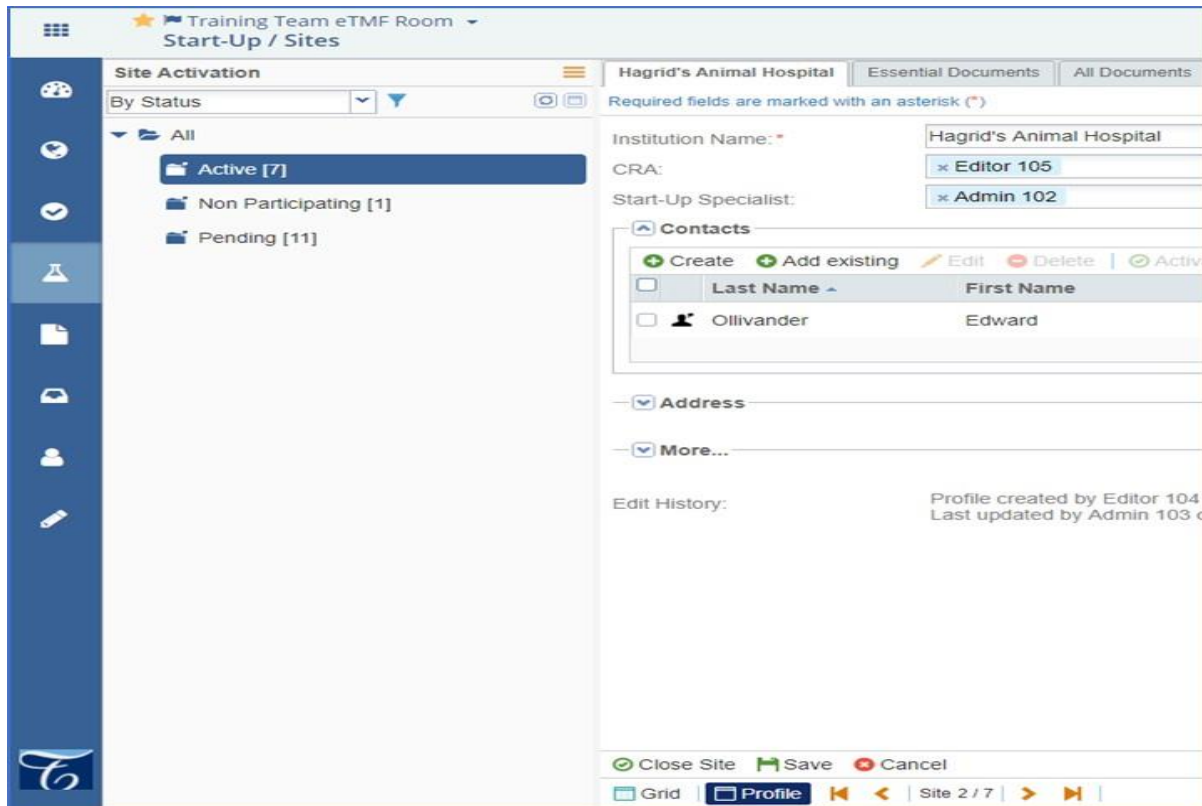 Training Team eTMF Room
Start-Up / Sites
Site Activation
By Status
All
Active [7]
Non Participating [1]
Pending [11]
Hagrid's Animal Hospital
Essential Documents
All Documents
Required fields are marked with an asterisk (*)
Institution Name: * Hagrid's Animal Hospital
CRA: × Editor 105
Start-Up Specialist: × Admin 102
Contacts
Create Add existing Edit Delete Activ
Last Name First Name
Ollivander Edward
Address
More...
Edit History: Profile created by Editor 104
Last updated by Admin 103
Close Site Save Cancel
Grid Profile Site 2 / 7